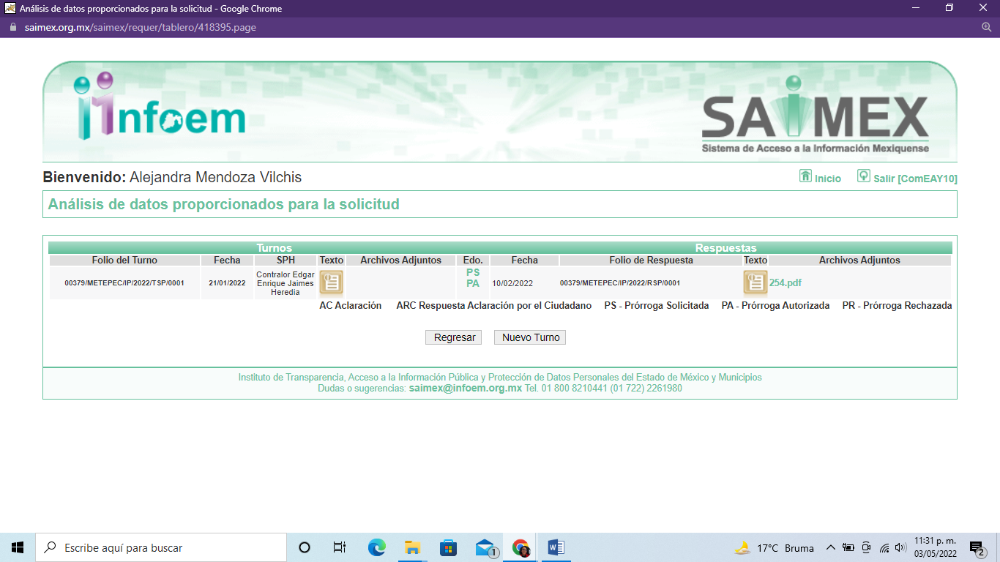 Análisis de datos proporcionados para la solicitud - Google Chrome
saimex.org.mx/saimex/requer/tablero/418395.page
infoem
SAIMEX
Sistema de Acceso a la Información Mexiquense
Bienvenido: Alejandra Mendoza Vilchis
Inicio Salir [ComEAY10]
Análisis de datos proporcionados para la solicitud
Turnos Respuestas
Folio del Turno Fecha SPH Texto Archivos Adjuntos Edo. Fecha Folio de Respuesta Texto Archivos Adjuntos
00379/METEPEC/IP/2022/TSP/0001 21/01/2022 Contralor Edgar Enrique Jaimes Heredia PS PA 10/02/2022 00379/METEPEC/IP/2022/RSP/0001 254.pdf
AC Aclaración ARC Respuesta Aclaración por el Ciudadano PS - Prórroga Solicitada PA - Prórroga Autorizada PR - Prórroga Rechazada
Regresar Nuevo Turno
Instituto de Transparencia, Acceso a la Información Pública y Protección de Datos Personales del Estado de México y Municipios
Dudas o sugerencias: saimex@infoem.org.mx Tel. 01 800 8210441 (01 722) 2261980
Escribe aquí para buscar
1
17°C Bruma
11:31 p. m.
03/05/2022
2